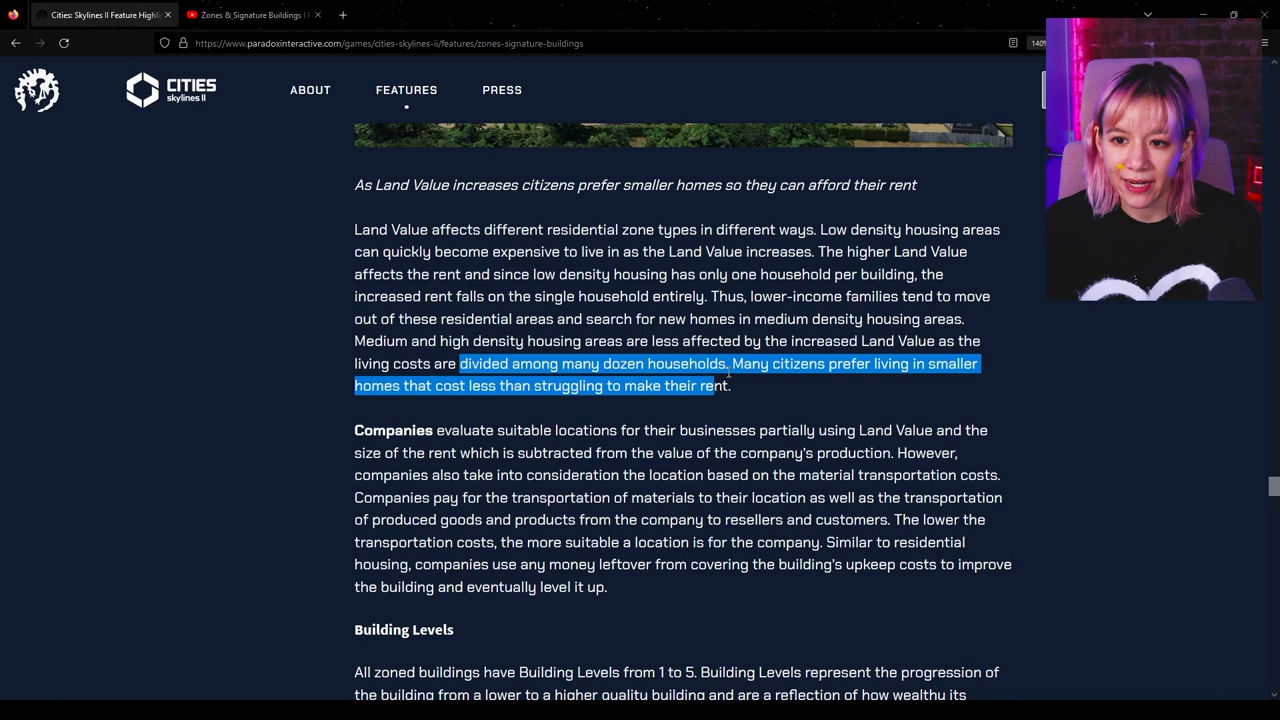 Cities: Skylines II Feature Highli
Zones & Signature Buildings |
https://www.paradoxinteractive.com/games/cities-skylines-ii/features/zones-signature-buildings
140%
CITIES
skylines II
ABOUT
FEATURES
PRESS
As Land Value increases citizens prefer smaller homes so they can afford their rent
Land Value affects different residential zone types in different ways. Low density housing areas
can quickly become expensive to live in as the Land Value increases. The higher Land Value
affects the rent and since low density housing has only one household per building, the
increased rent falls on the single household entirely. Thus, lower-income families tend to move
out of these residential areas and search for new homes in medium density housing areas.
Medium and high density housing areas are less affected by the increased Land Value as the
living costs are divided among many dozen households. Many citizens prefer living in smaller
homes that cost less than struggling to make their rent.
Companies evaluate suitable locations for their businesses partially using Land Value and the
size of the rent which is subtracted from the value of the company's production. However,
companies also take into consideration the location based on the material transportation costs.
Companies pay for the transportation of materials to their location as well as the transportation
of produced goods and products from the company to resellers and customers. The lower the
transportation costs, the more suitable a location is for the company. Similar to residential
housing, companies use any money leftover from covering the building's upkeep costs to improve
the building and eventually level it up.
Building Levels
All zoned buildings have Building Levels from 1 to 5. Building Levels represent the progression of
the building from a lower to a higher quality building and are a reflection of how wealthy its